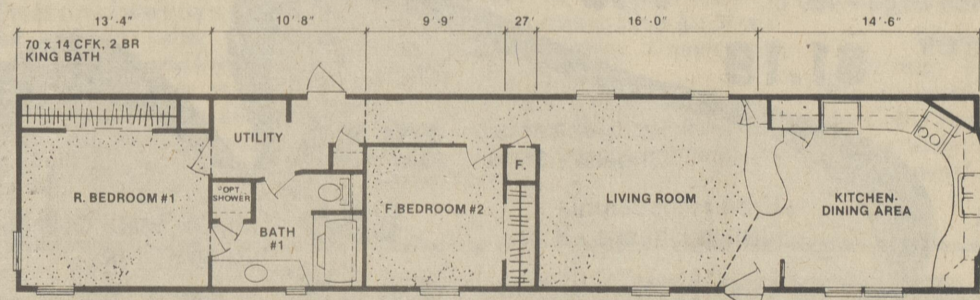 13'-4"
10'-8"
9'-9"
27'
16'-0"
14'-6"
70 x 14 CFK, 2 BR
KING BATH
UTILITY
R. BEDROOM #1
"OPT
SHOWER"
BATH
#1
F.BEDROOM #2
F.
LIVING ROOM
KITCHEN-
DINING AREA